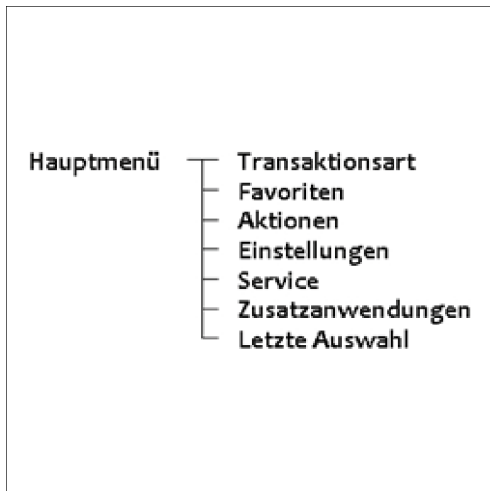 Hauptmenü Transaktionsart
Favoriten
Aktionen
Einstellungen
Service
Zusatzanwendungen
Letzte Auswahl